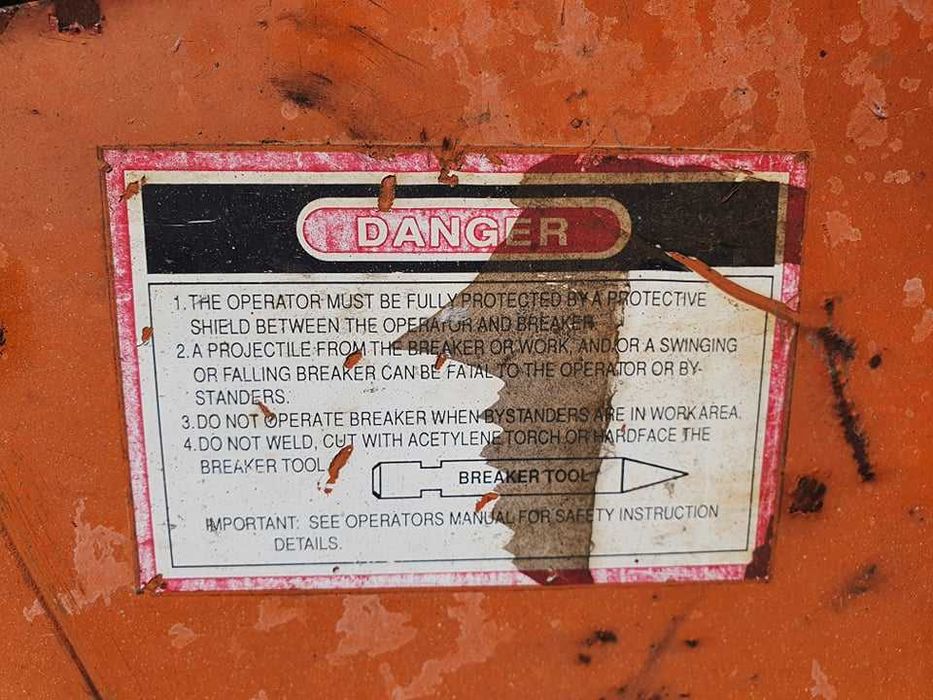 DANGER
1. THE OPERATOR MUST BE FULLY PROTECTED BY A PROTECTIVE
SHIELD BETWEEN THE OPERATOR AND BREAKER.
2. A PROJECTILE FROM THE BREAKER OR WORK, AND/OR A SWINGING
OR FALLING BREAKER CAN BE FATAL TO THE OPERATOR OR BY-
STANDERS.
3. DO NOT OPERATE BREAKER WHEN BYSTANDERS ARE IN WORK AREA.
4. DO NOT WELD, CUT WITH ACETYLENE TORCH OR HARDFACE THE
BREAKER TOOL.
BREAKER TOOL
IMPORTANT: SEE OPERATORS MANUAL FOR SAFETY INSTRUCTION
DETAILS.